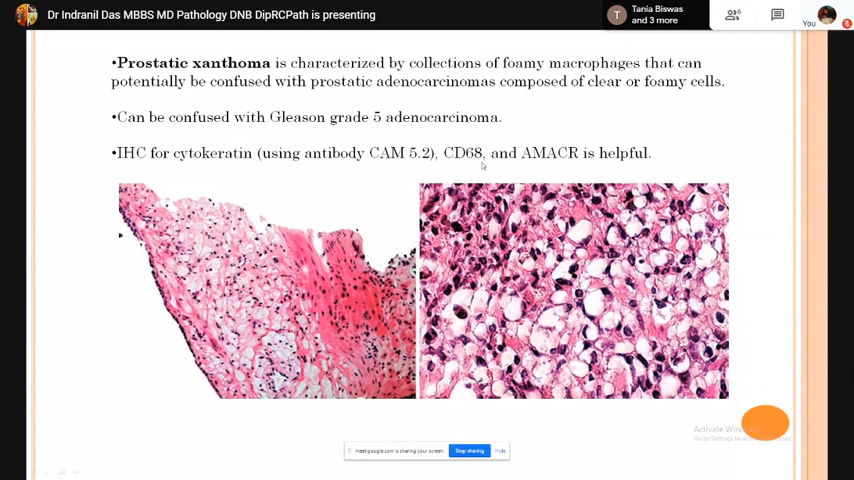 Dr Indranil Das MBBS MD Pathology DNB DipRCPath is presenting
T
Tania Biswas
and 3 more
6
You
•Prostatic xanthoma is characterized by collections of foamy macrophages that can
potentially be confused with prostatic adenocarcinomas composed of clear or foamy cells.
•Can be confused with Gleason grade 5 adenocarcinoma.
•IHC for cytokeratin (using antibody CAM 5.2), CD68, and AMACR is helpful.
Activate Win
Go to Settings to activate Windows.
meet.google.com is sharing your screen.
Stop sharing
Hide